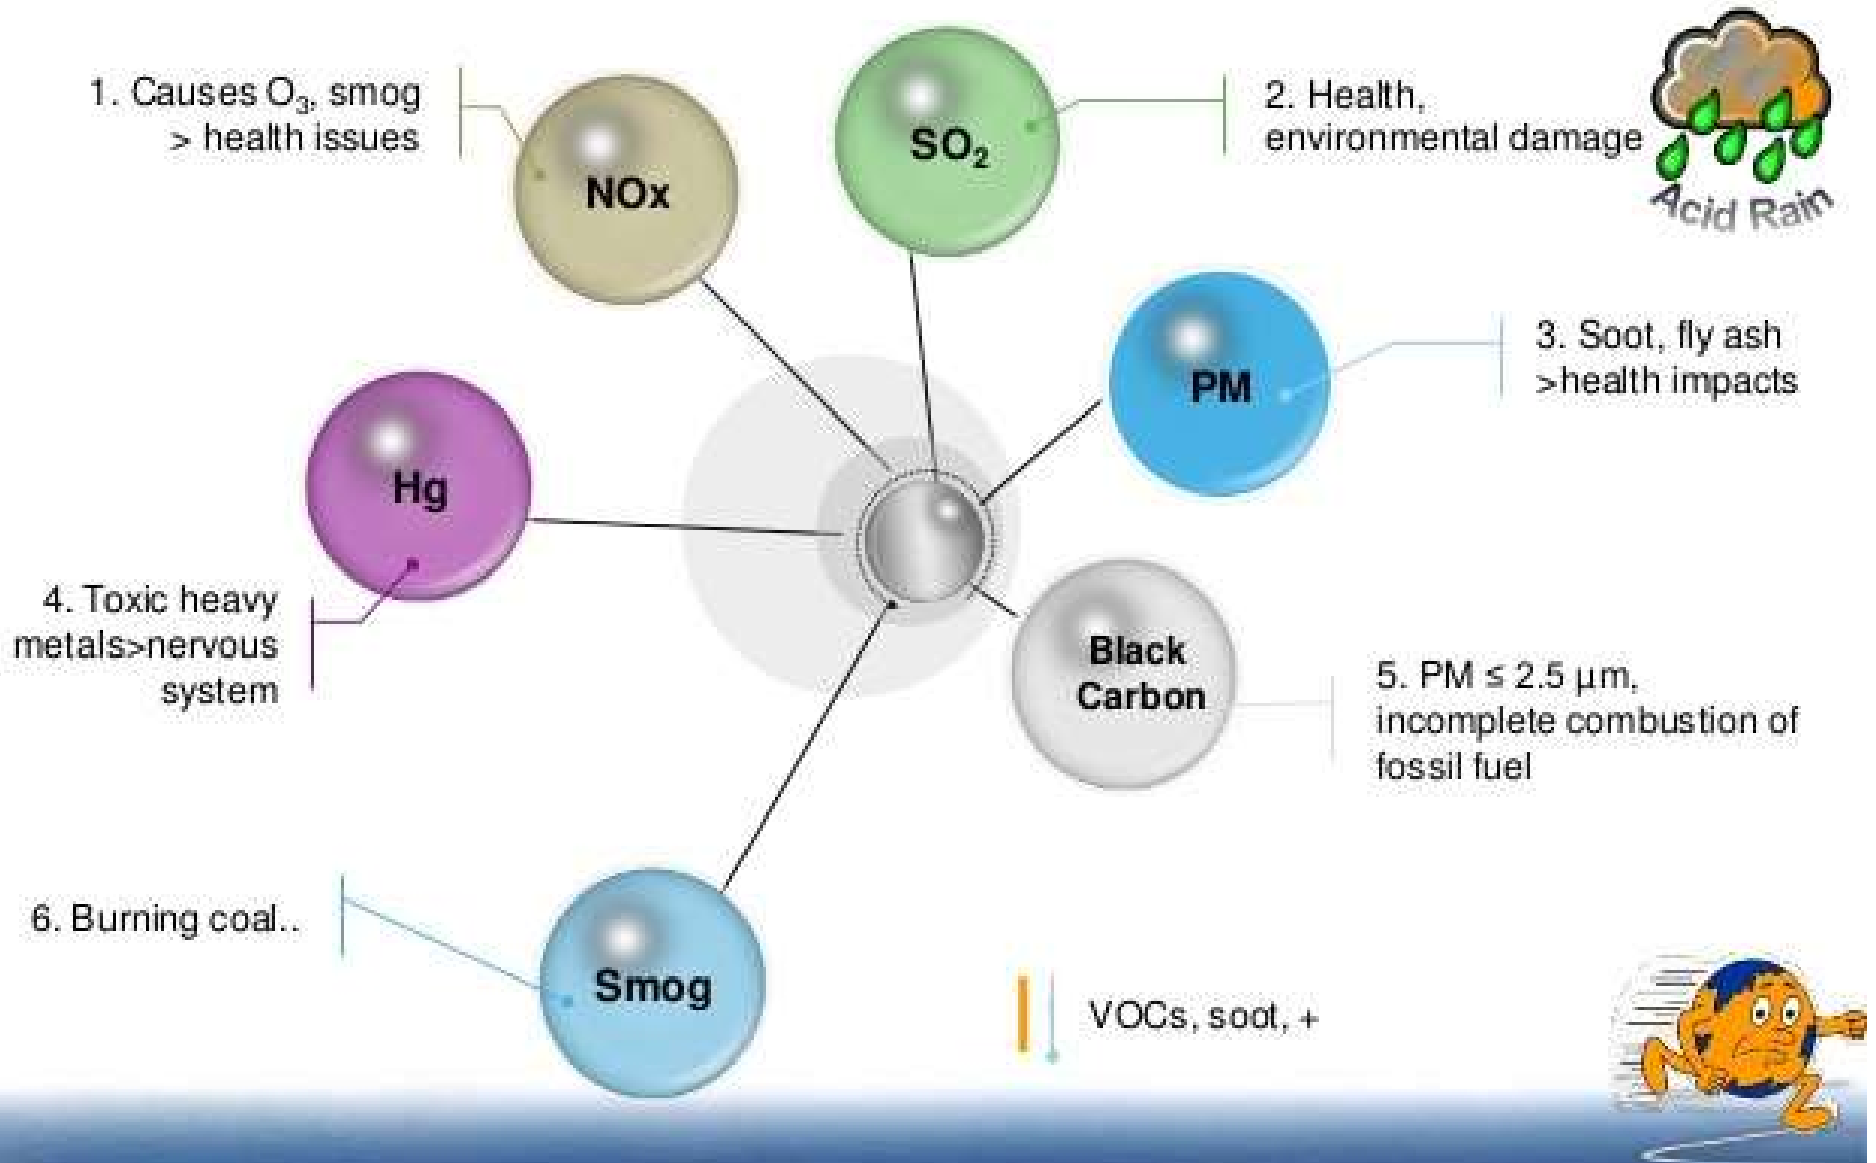 1. Causes O₃, smog
> health issues
NOx
SO₂
2. Health,
environmental damage
Acid Rain
PM
3. Soot, fly ash
>health impacts
Hg
4. Toxic heavy
metals>nervous
system
Black
Carbon
5. PM ≤ 2.5 µm,
incomplete combustion of
fossil fuel
6. Burning coal..
Smog
VOCs, soot, +